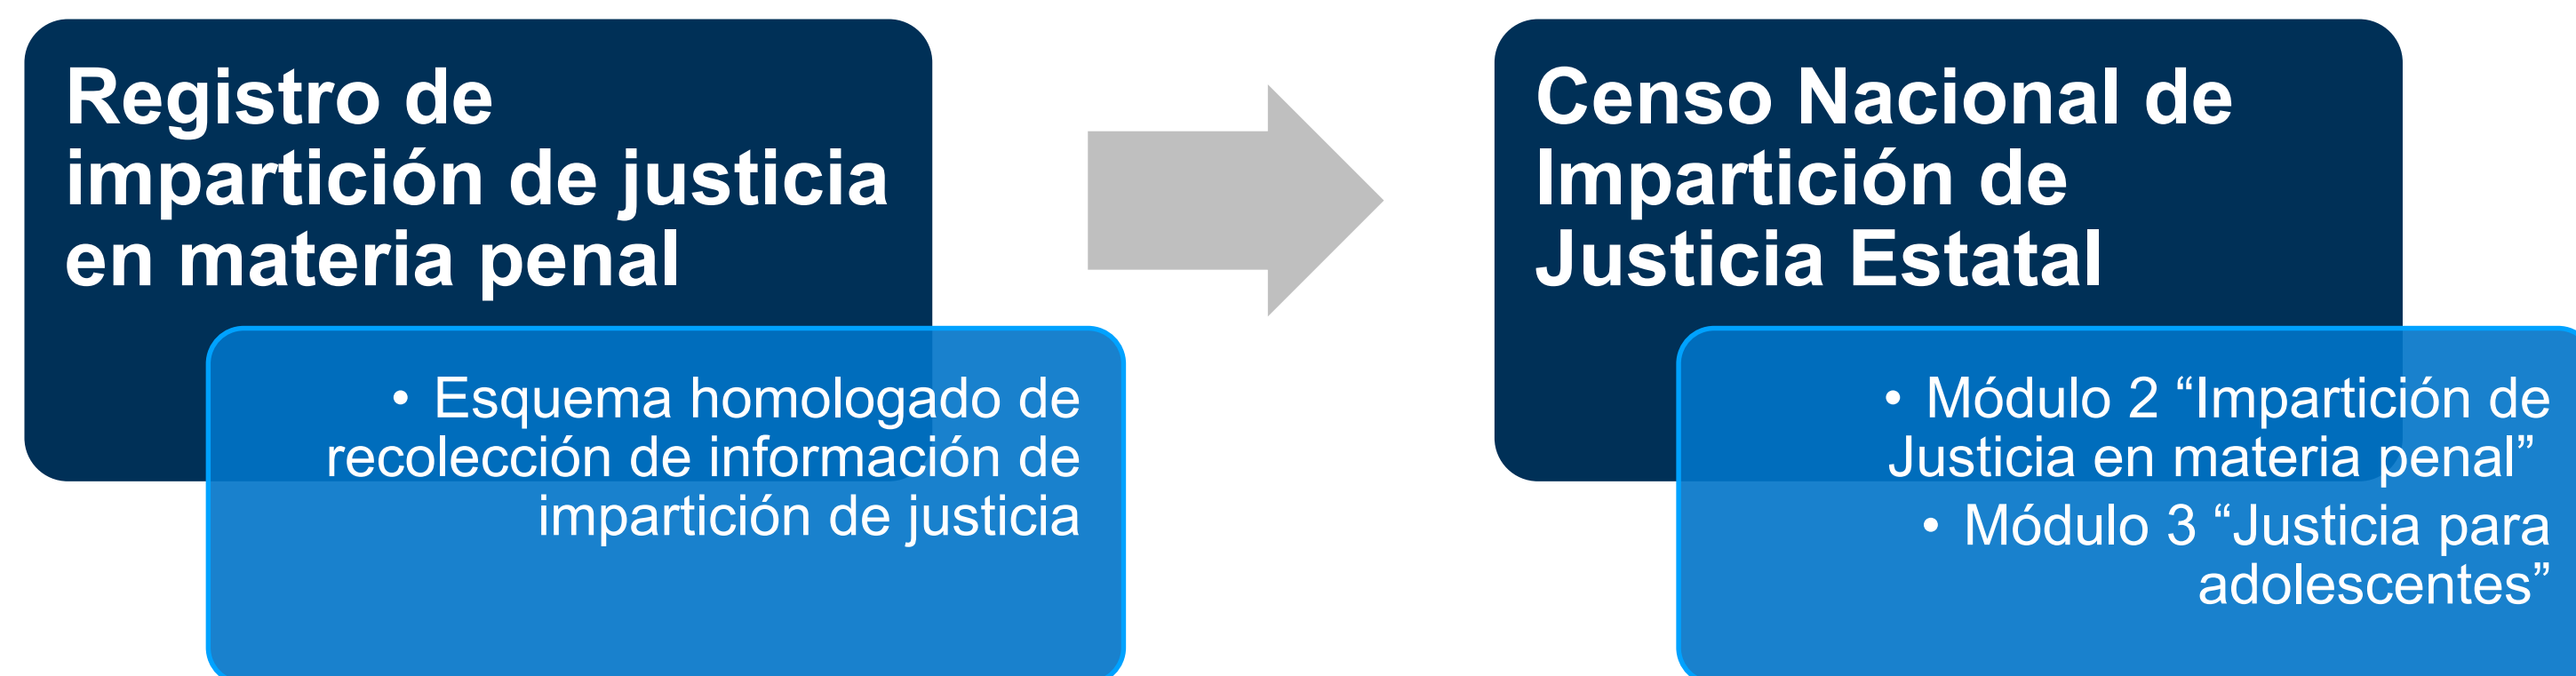 Registro de
impartición de justicia
en materia penal
• Esquema homologado de
recolección de información de
impartición de justicia
Censo Nacional de
Impartición de
Justicia Estatal
• Módulo 2 “Impartición de
Justicia en materia penal”
• Módulo 3 “Justicia para
adolescentes”